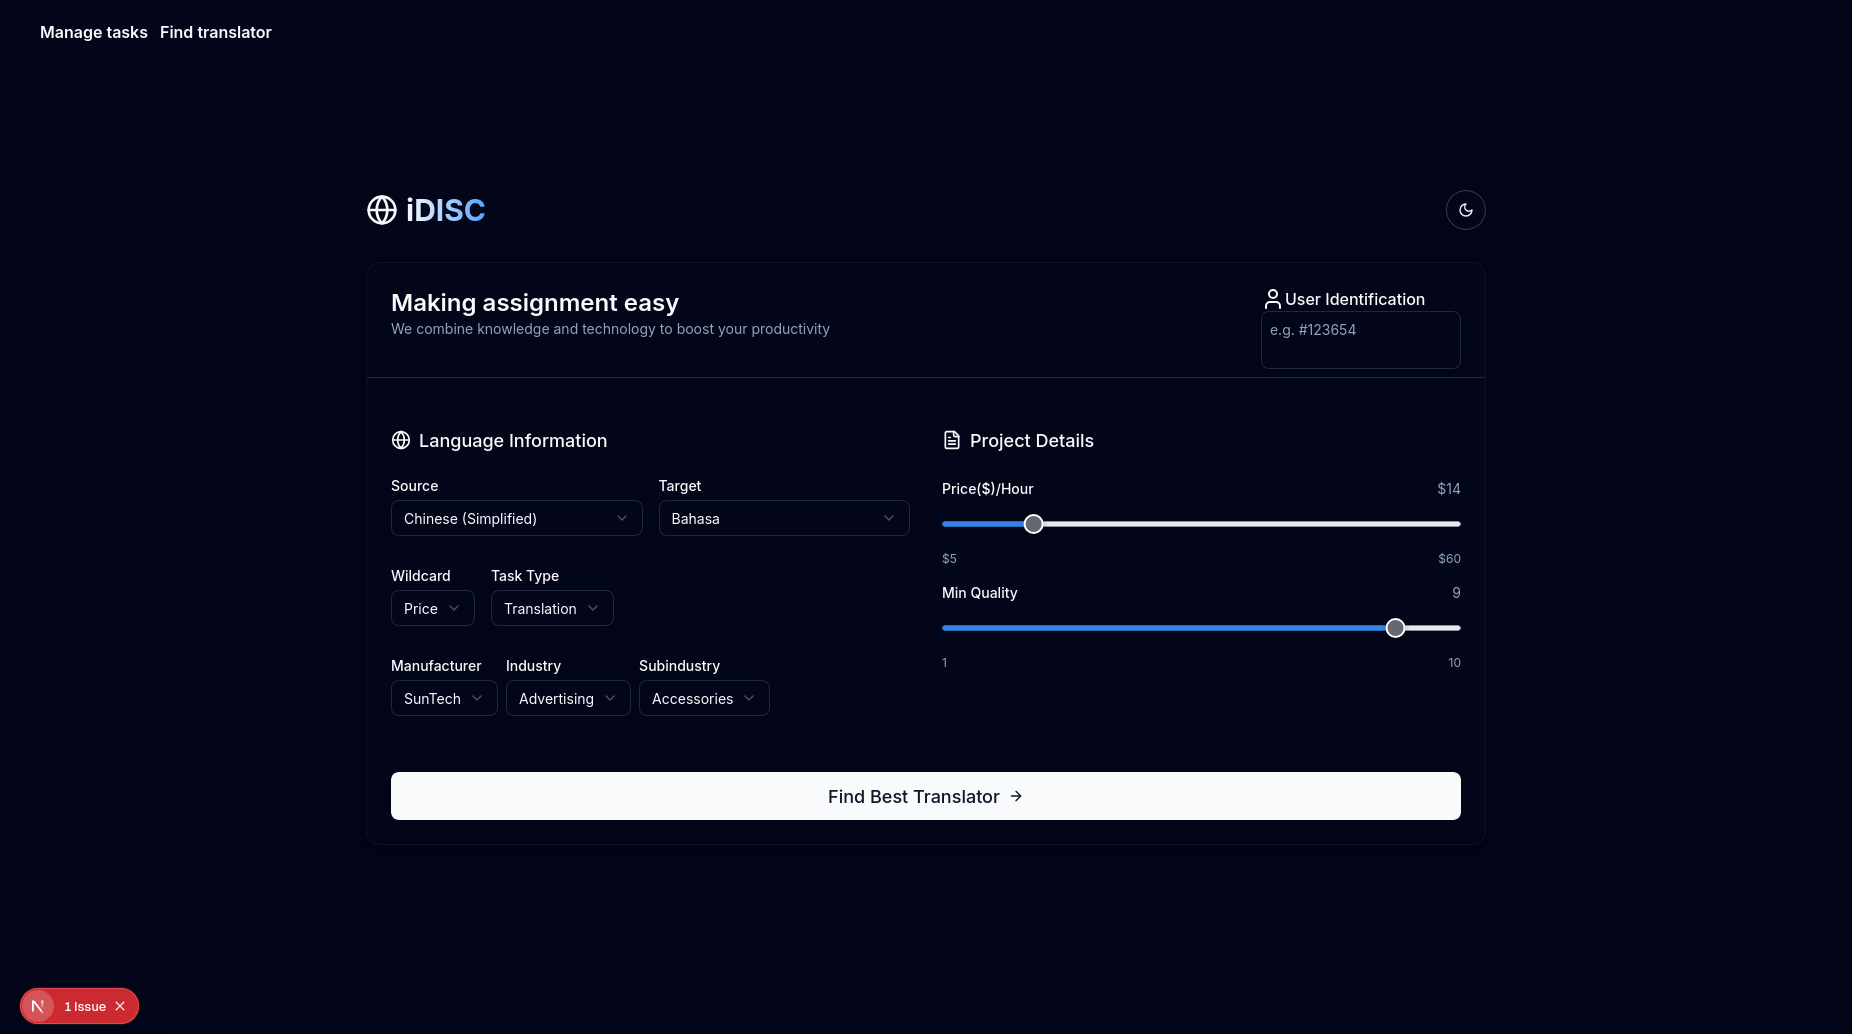 Manage tasks Find translator
iDISC
Making assignment easy
We combine knowledge and technology to boost your productivity
User Identification
e.g. #123654
Language Information
Source Target
Chinese (Simplified) Bahasa
Wildcard Task Type
Price Translation
Manufacturer Industry Subindustry
SunTech Advertising Accessories
Project Details
Price($)/Hour $14
$5 $60
Min Quality 9
1 10
Find Best Translator →
N 1 Issue